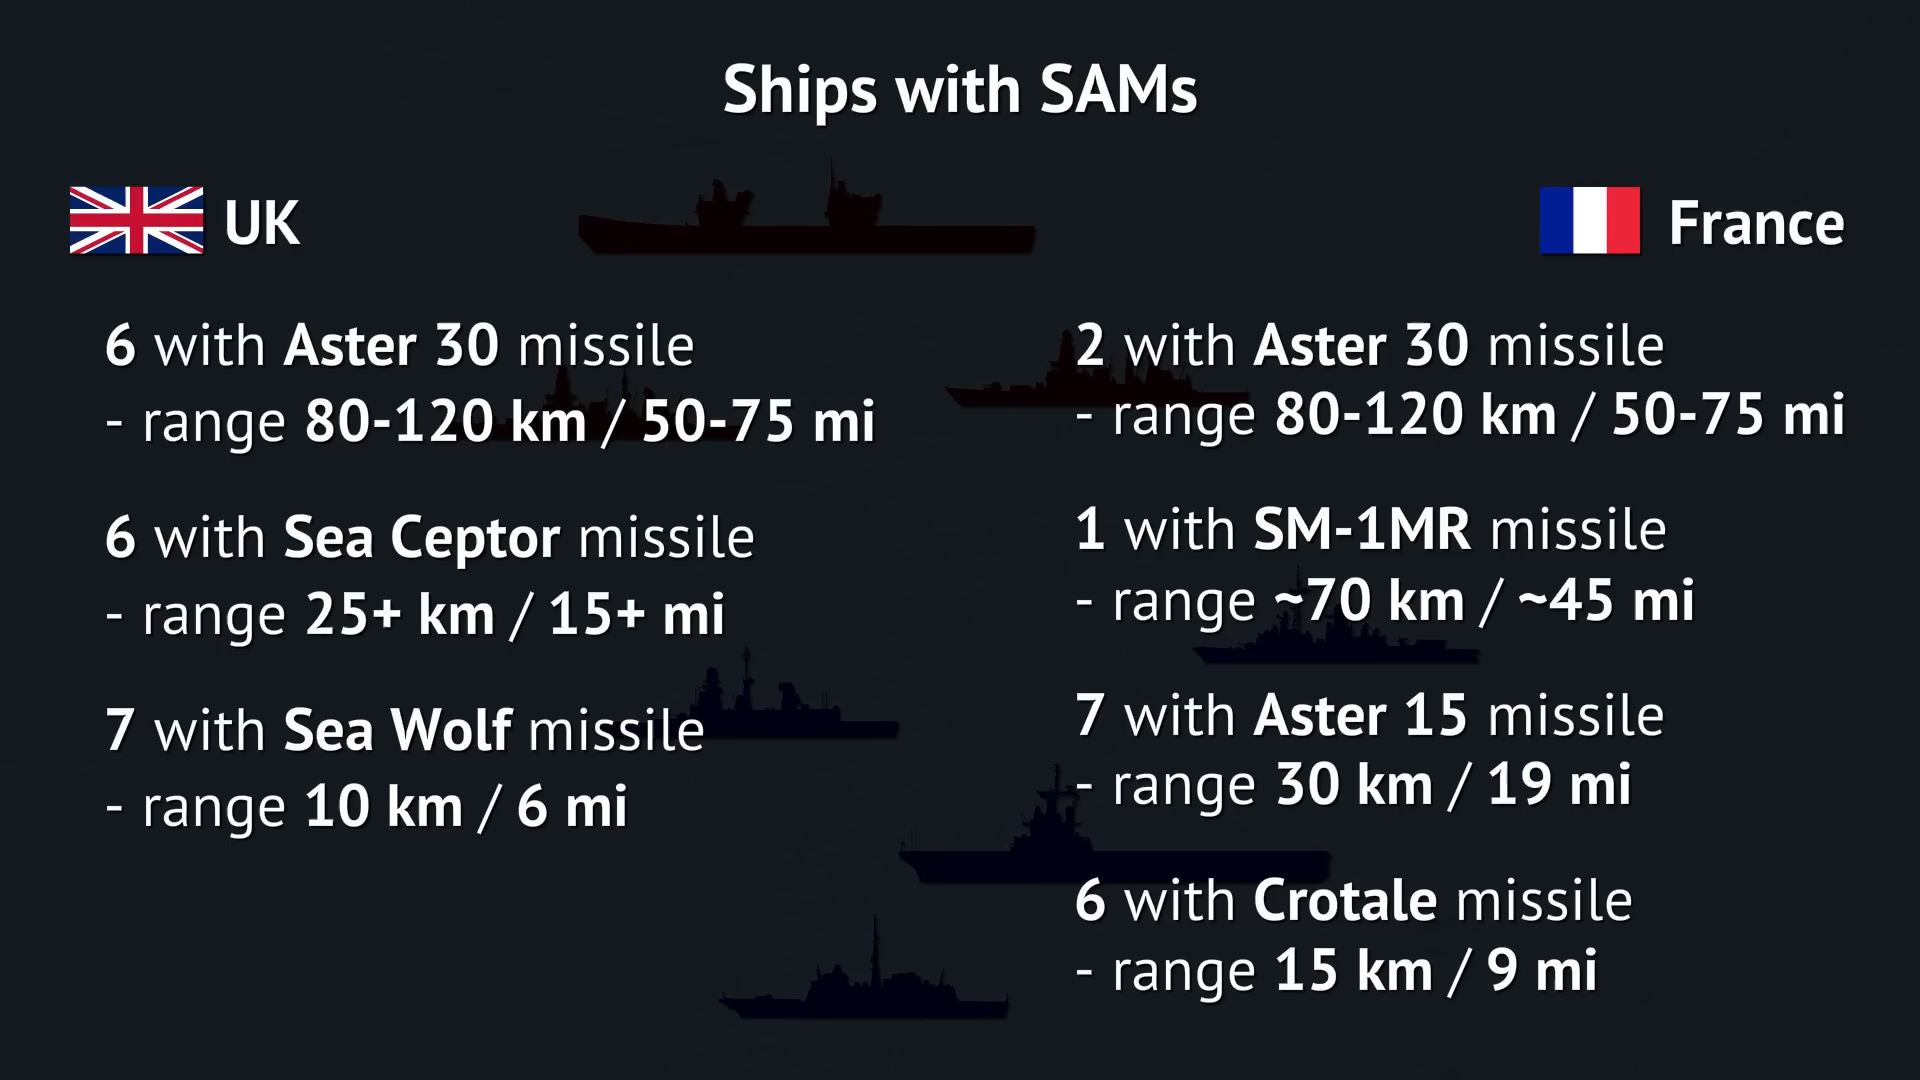 Ships with SAMs
UK
6 with Aster 30 missile
- range 80-120 km / 50-75 mi
6 with Sea Ceptor missile
- range 25+ km / 15+ mi
7 with Sea Wolf missile
- range 10 km / 6 mi
France
2 with Aster 30 missile
- range 80-120 km / 50-75 mi
1 with SM-1MR missile
- range ~70 km / ~45 mi
7 with Aster 15 missile
- range 30 km / 19 mi
6 with Crotale missile
- range 15 km / 9 mi